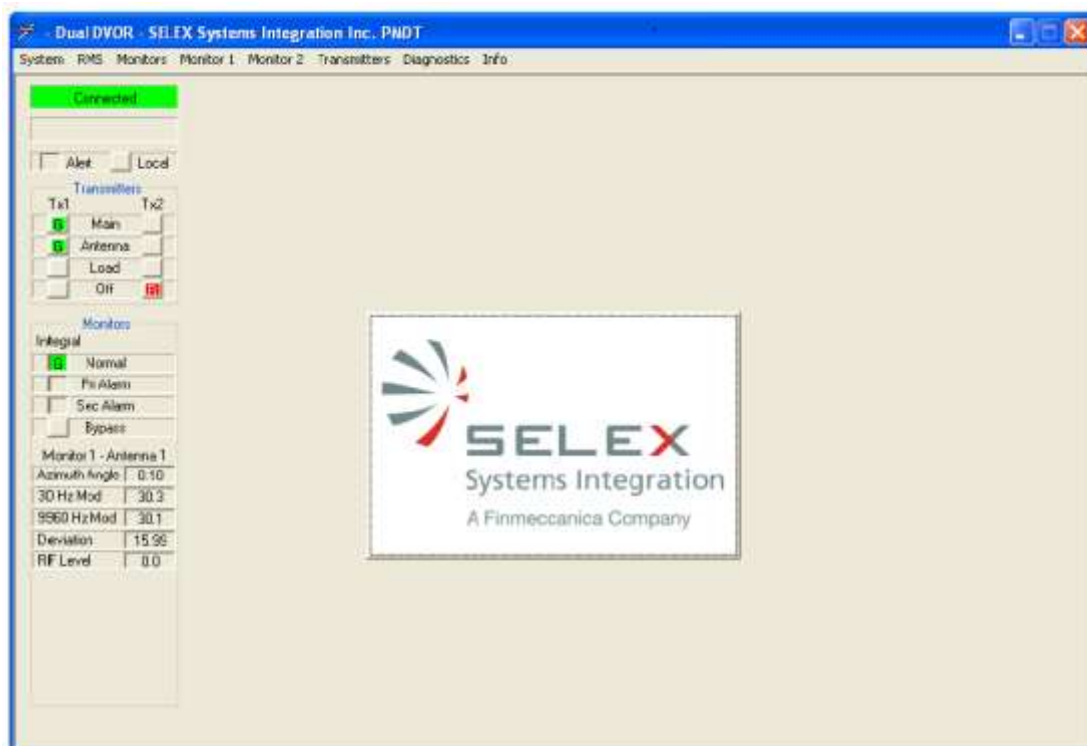 - Dual DVOR - SELEX Systems Integration Inc. PMDT
System RMS Monitors Monitor 1 Monitor 2 Transmitters Diagnostics Info
Connected
Alert Local
Transmitters
Tx1 Tx2
G Main
G Antenna
Load
Off
Monitors
Integral
G Normal
Pri Alarm
Sec Alarm
Bypass
Monitor 1 - Antenna 1
Azimuth Angle 0.10
30 Hz Mod 30.3
9960 Hz Mod 30.1
Deviation 15.99
RF Level 0.0
SELEX
Systems Integration
A Finmeccanica Company